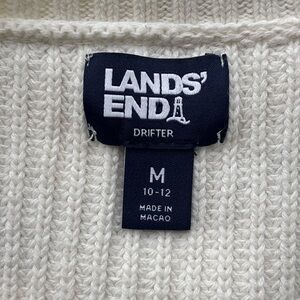 LANDS'
END
DRIFTER
M
10-12
MADE IN
MACAO